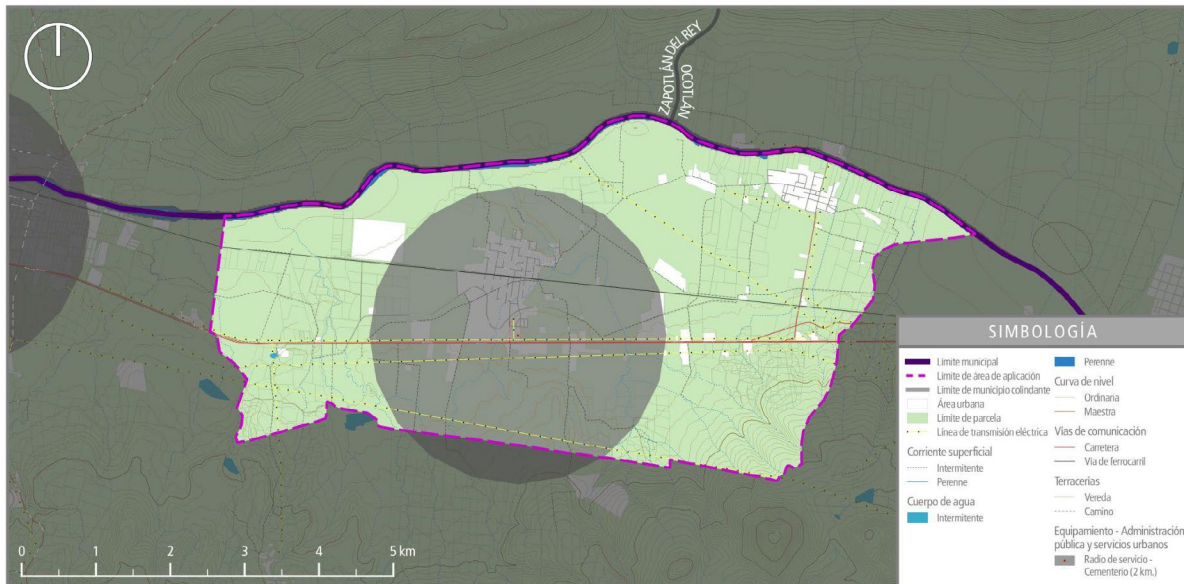 ZAPOTLÁN DEL REY
OCOTLÁN
0 1 2 3 4 5 km
SIMBOLOGÍA
Límite municipal
Límite de área de aplicación
Límite de municipio colindante
Área urbana
Límite de parcela
Línea de transmisión eléctrica
Corriente superficial
Intermitente
Perenne
Cuerpo de agua
Intermitente
Perenne
Curva de nivel
Ordinaria
Maestra
Vías de comunicación
Carretera
Vía de ferrocarril
Terracerías
Vereda
Camino
Equipamiento - Administración
pública y servicios urbanos
Radio de servicio -
Cementerio (2 km.)